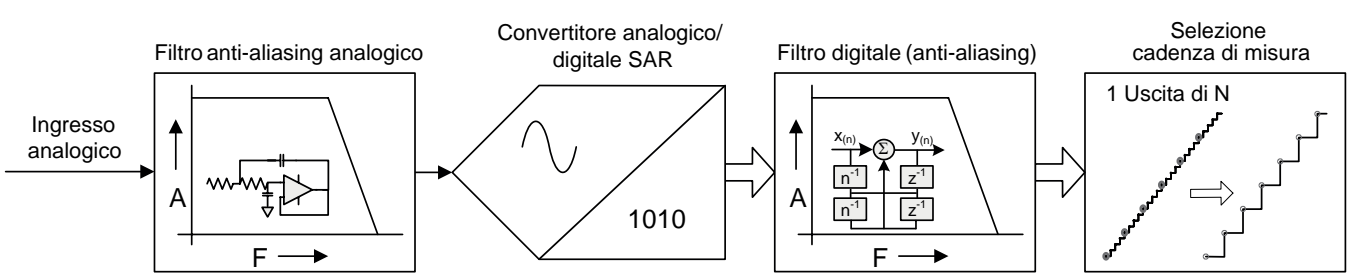 Ingresso
analogico
Filtro anti-aliasing analogico
A
F
Convertitore analogico/
digitale SAR
1010
Filtro digitale (anti-aliasing)
A
x(n)
Σ
y(n)
n-1
z-1
n-1
z-1
F
Selezione
cadenza di misura
1 Uscita di N